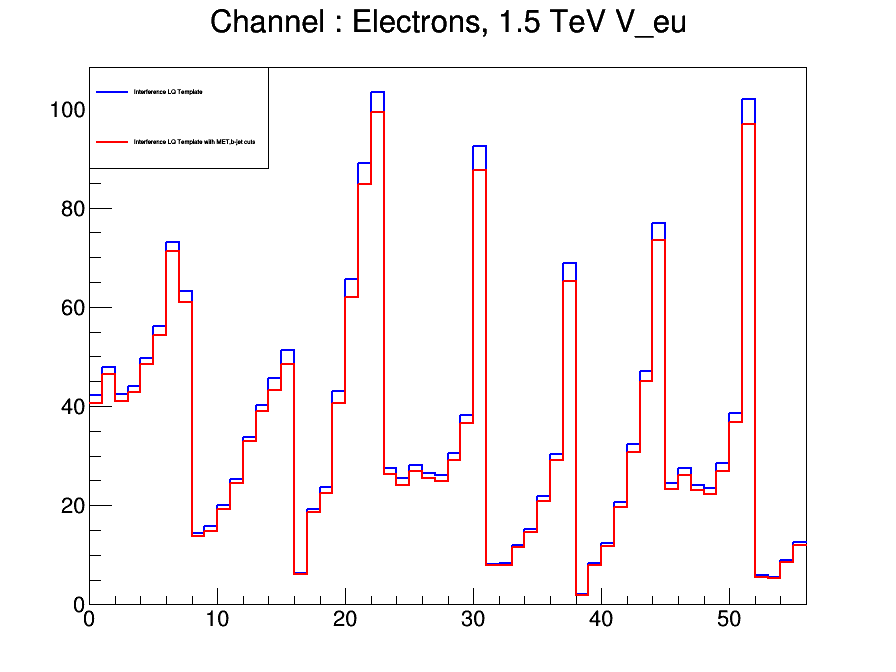 Channel : Electrons, 1.5 TeV V_eu
Interference LQ Template
Interference LQ Template with MET,b-jet cuts
100
80
60
40
20
0
0 10 20 30 40 50